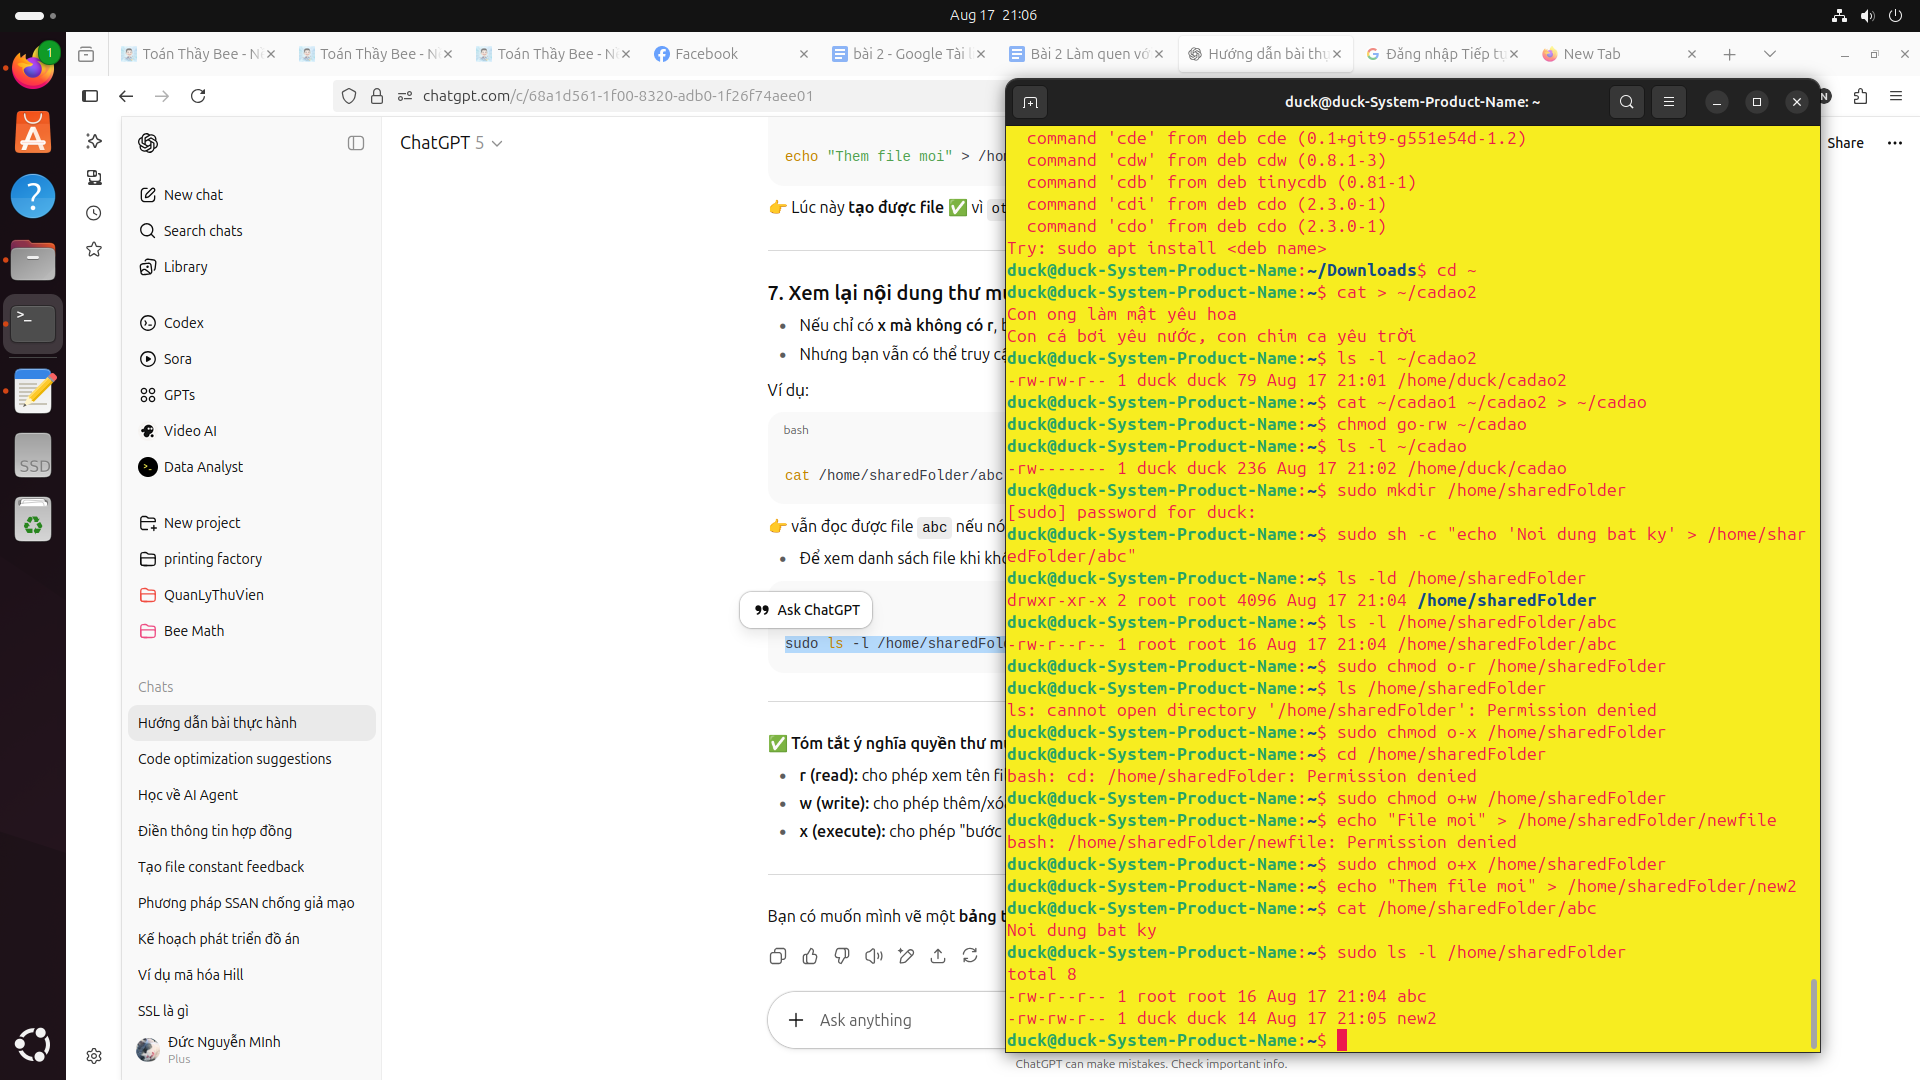 Aug 17  21:06
1
Toán Thầy Bee - N
Toán Thầy Bee - N
Toán Thầy Bee - N
Facebook
bài 2 - Google Tài l
Bài 2 Làm quen vớ
Hướng dẫn bài thự
Đăng nhập Tiếp tụ
New Tab
chatgpt.com/c/68a1d561-1f00-8320-adb0-1f26f74aee01
N
ChatGPT 5
Share
New chat
Search chats
Library
Codex
Sora
GPTs
Video AI
Data Analyst
New project
printing factory
QuanLyThuVien
Bee Math
Chats
Hướng dẫn bài thực hành
Code optimization suggestions
Học về AI Agent
Điền thông tin hợp đồng
Tạo file constant feedback
Phương pháp SSAN chống giả mạo
Kế hoạch phát triển đồ án
Ví dụ mã hóa Hill
SSL là gì
Đức Nguyễn MInh
Plus
SSD
echo "Them file moi" > /hom
👉 Lúc này tạo được file ✅ vì ot
7. Xem lại nội dung thư mụ
Nếu chỉ có x mà không có r, b
Nhưng bạn vẫn có thể truy cậ
Ví dụ:
bash
cat /home/sharedFolder/abc
👉 vẫn đọc được file abc nếu nó
Để xem danh sách file khi khô
Ask ChatGPT
sudo ls -l /home/sharedFold
✅ Tóm tắt ý nghĩa quyền thư mụ
r (read): cho phép xem tên fi
w (write): cho phép thêm/xó
x (execute): cho phép "bước
Bạn có muốn mình vẽ một bảng t
Ask anything
ChatGPT can make mistakes. Check important info.
duck@duck-System-Product-Name: ~
command 'cde' from deb cde (0.1+git9-g551e54d-1.2)
command 'cdw' from deb cdw (0.8.1-3)
command 'cdb' from deb tinycdb (0.81-1)
command 'cdi' from deb cdo (2.3.0-1)
command 'cdo' from deb cdo (2.3.0-1)
Try: sudo apt install <deb name>
duck@duck-System-Product-Name:~/Downloads$ cd ~
duck@duck-System-Product-Name:~$ cat > ~/cadao2
Con ong làm mật yêu hoa
Con cá bơi yêu nước, con chim ca yêu trời
duck@duck-System-Product-Name:~$ ls -l ~/cadao2
-rw-rw-r-- 1 duck duck 79 Aug 17 21:01 /home/duck/cadao2
duck@duck-System-Product-Name:~$ cat ~/cadao1 ~/cadao2 > ~/cadao
duck@duck-System-Product-Name:~$ chmod go-rw ~/cadao
duck@duck-System-Product-Name:~$ ls -l ~/cadao
-rw------- 1 duck duck 236 Aug 17 21:02 /home/duck/cadao
duck@duck-System-Product-Name:~$ sudo mkdir /home/sharedFolder
[sudo] password for duck:
duck@duck-System-Product-Name:~$ sudo sh -c "echo 'Noi dung bat ky' > /home/shar
edFolder/abc"
duck@duck-System-Product-Name:~$ ls -ld /home/sharedFolder
drwxr-xr-x 2 root root 4096 Aug 17 21:04 /home/sharedFolder
duck@duck-System-Product-Name:~$ ls -l /home/sharedFolder/abc
-rw-r--r-- 1 root root 16 Aug 17 21:04 /home/sharedFolder/abc
duck@duck-System-Product-Name:~$ sudo chmod o-r /home/sharedFolder
duck@duck-System-Product-Name:~$ ls /home/sharedFolder
ls: cannot open directory '/home/sharedFolder': Permission denied
duck@duck-System-Product-Name:~$ sudo chmod o-x /home/sharedFolder
duck@duck-System-Product-Name:~$ cd /home/sharedFolder
bash: cd: /home/sharedFolder: Permission denied
duck@duck-System-Product-Name:~$ sudo chmod o+w /home/sharedFolder
duck@duck-System-Product-Name:~$ echo "File moi" > /home/sharedFolder/newfile
bash: /home/sharedFolder/newfile: Permission denied
duck@duck-System-Product-Name:~$ sudo chmod o+x /home/sharedFolder
duck@duck-System-Product-Name:~$ echo "Them file moi" > /home/sharedFolder/new2
duck@duck-System-Product-Name:~$ cat /home/sharedFolder/abc
Noi dung bat ky
duck@duck-System-Product-Name:~$ sudo ls -l /home/sharedFolder
total 8
-rw-r--r-- 1 root root 16 Aug 17 21:04 abc
-rw-rw-r-- 1 duck duck 14 Aug 17 21:05 new2
duck@duck-System-Product-Name:~$